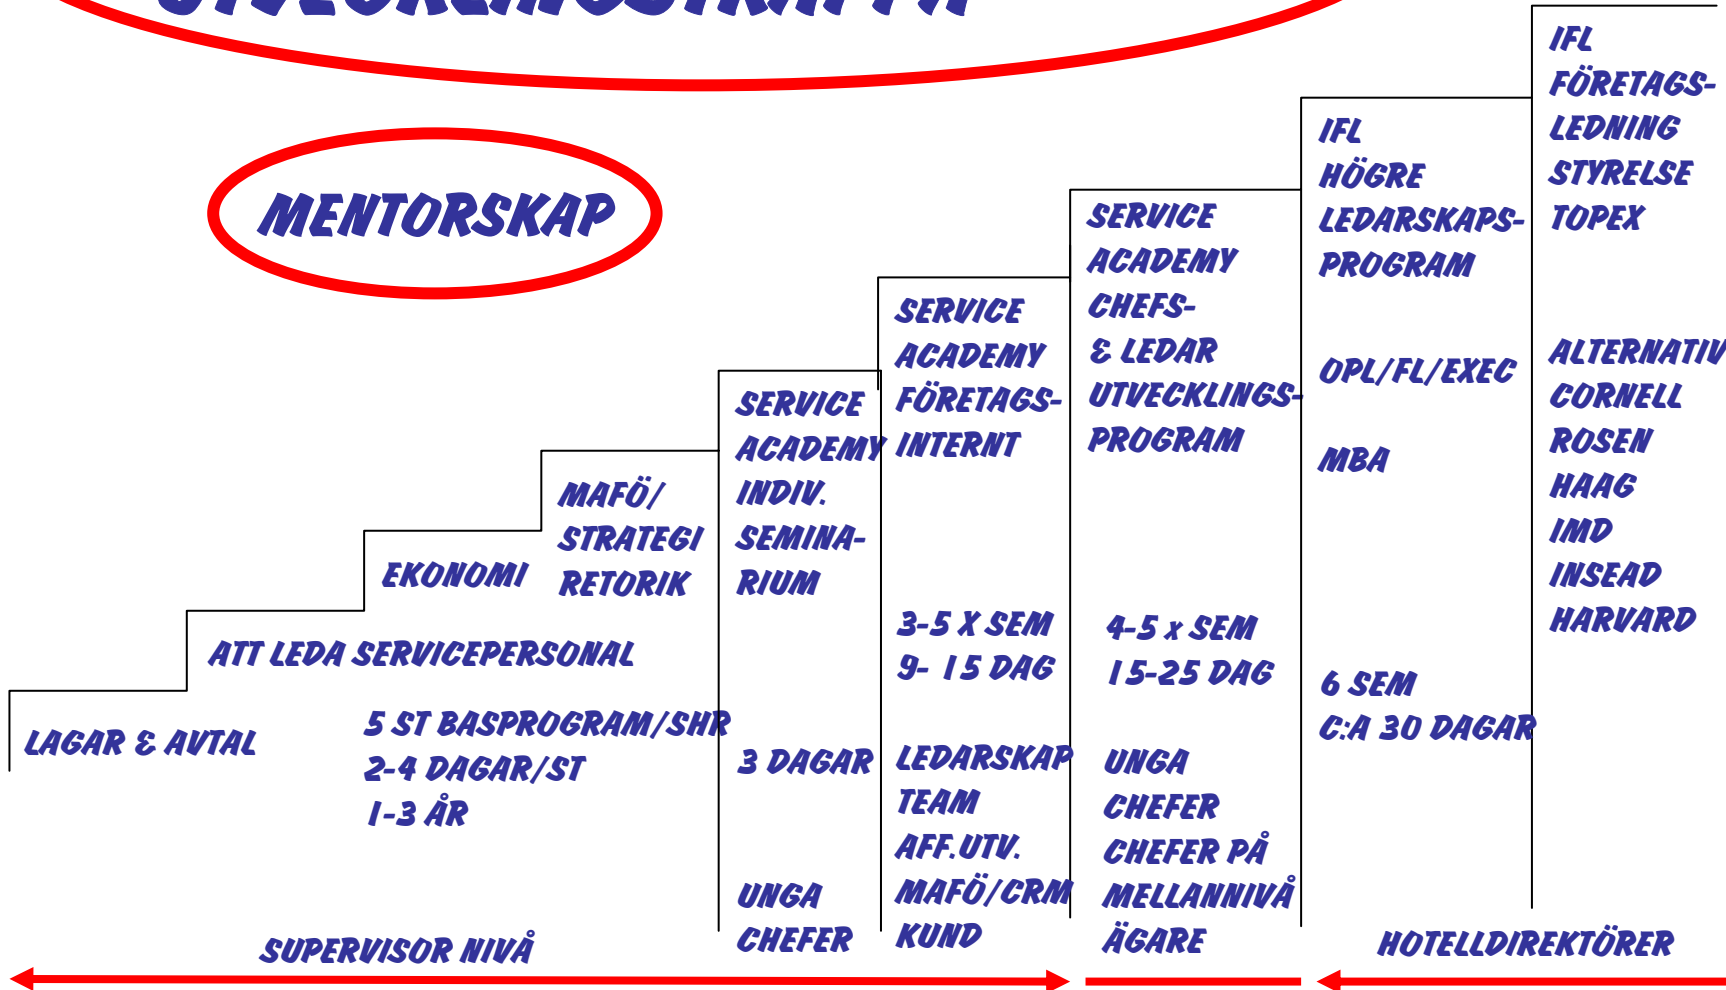 MENTORSKAP
LAGAR & AVTAL
ATT LEDA SERVICEPERSONAL
EKONOMI
MAFÖ/
STRATEGI
RETORIK
5 ST BASPROGRAM/SHR
2-4 DAGAR/ST
1-3 ÅR
SUPERVISOR NIVÅ
SERVICE
ACADEMY
INDIV.
SEMINA-
RIUM
3 DAGAR
UNGA
CHEFER
SERVICE
ACADEMY
FÖRETAGS-
INTERNT
3-5 X SEM
9- 15 DAG
LEDARSKAP
TEAM
AFF.UTV.
MAFÖ/CRM
KUND
SERVICE
ACADEMY
CHEFS-
& LEDAR
UTVECKLINGS-
PROGRAM
4-5 x SEM
15-25 DAG
UNGA
CHEFER
CHEFER PÅ
MELLANNIVÅ
ÄGARE
IFL
HÖGRE
LEDARSKAPS-
PROGRAM
OPL/FL/EXEC
MBA
6 SEM
C:A 30 DAGAR
IFL
FÖRETAGS-
LEDNING
STYRELSE
TOPEX
ALTERNATIV
CORNELL
ROSEN
HAAG
IMD
INSEAD
HARVARD
HOTELLDIREKTÖRER